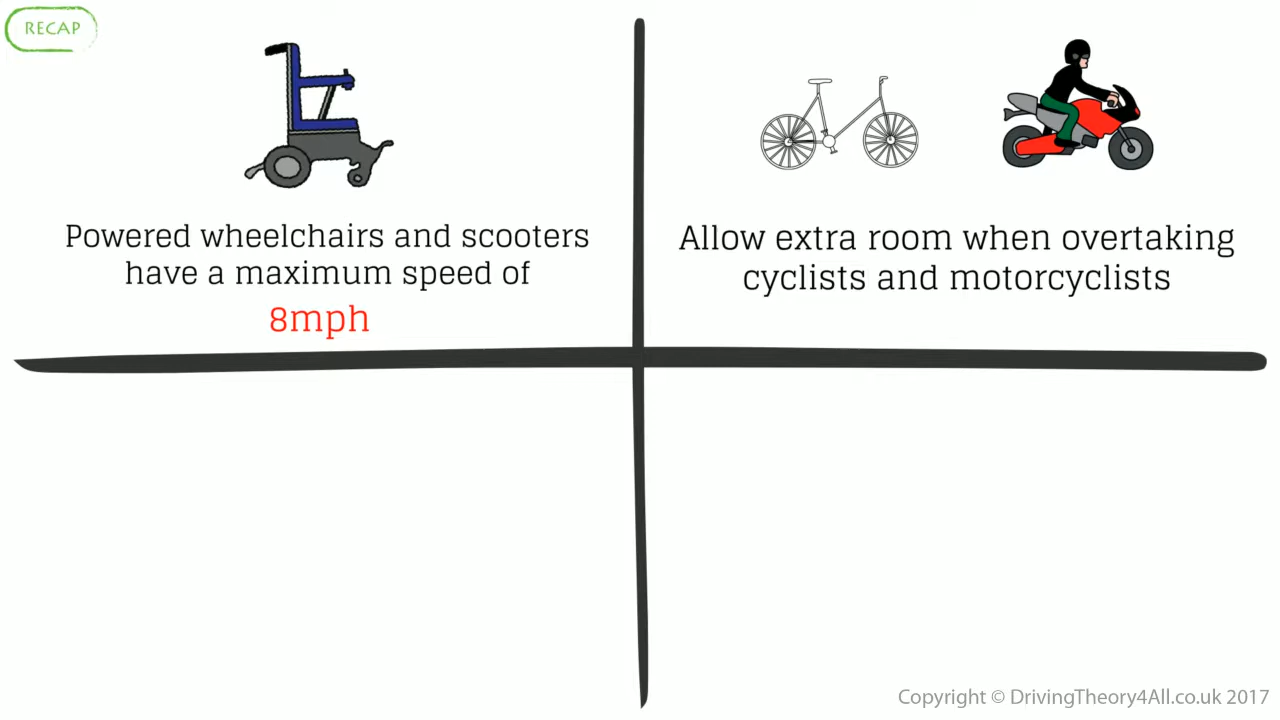 RECAP
Powered wheelchairs and scooters
have a maximum speed of
8mph
Allow extra room when overtaking
cyclists and motorcyclists
Copyright © DrivingTheory4All.co.uk 2017